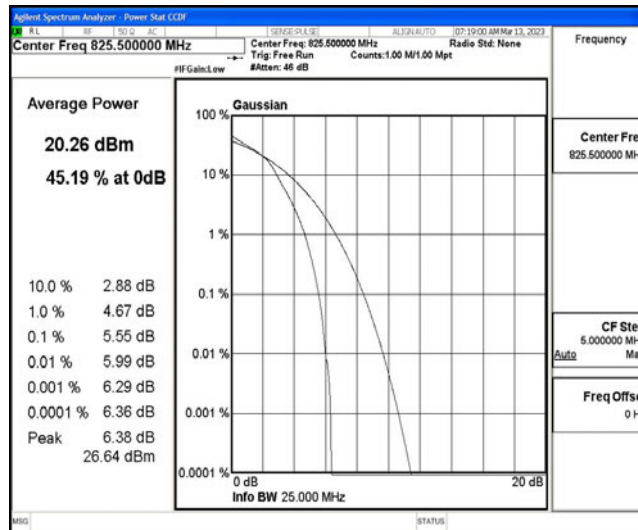 Agilent Spectrum Analyzer - Power Stat CCDF
RL RF 50 Ω AC SENSE:PULSE ALIGN:AUTO 07:19:00 AM Mar 13, 2023
Center Freq 825.500000 MHz
Center Freq: 825.500000 MHz Radio Std: None
Trig: Free Run Counts:1.00 M/1.00 Mpt
#IFGain:Low #Atten: 46 dB
Frequency
Average Power
20.26 dBm
45.19 % at 0dB
10.0 % 2.88 dB
1.0 % 4.67 dB
0.1 % 5.55 dB
0.01 % 5.99 dB
0.001 % 6.29 dB
0.0001 % 6.36 dB
Peak 6.38 dB
26.64 dBm
Gaussian
100 %
10 %
1 %
0.1 %
0.01 %
0.001 %
0.0001 %
0 dB 20 dB
Info BW 25.000 MHz
Center Fre
825.500000 MH
CF Ste
5.000000 MH
Auto Ma
Freq Offs
0 H
MSG STATUS